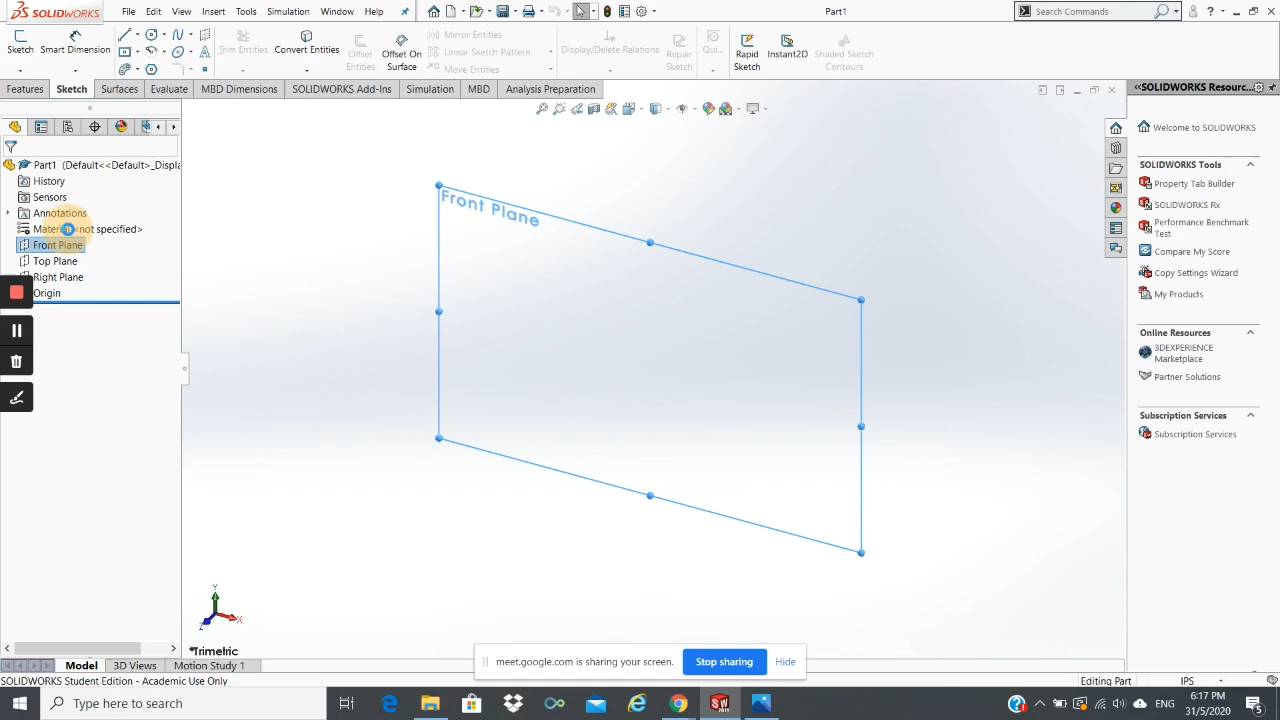 SOLIDWORKS File Edit View Insert Tools Simulation Window Help Part1 Search Commands
Sketch Smart Dimension Trim Entities Convert Entities Offset Entities Offset On Surface Mirror Entities Linear Sketch Pattern Move Entities Display/Delete Relations Repair Sketch Qui... Rapid Sketch Instant2D Shaded Sketch Contours
Features Sketch Surfaces Evaluate MBD Dimensions SOLIDWORKS Add-Ins Simulation MBD Analysis Preparation
Part1 (Default<<Default>_Displa
History
Sensors
Annotations
Material <not specified>
Front Plane
Top Plane
Right Plane
Origin
Front Plane
Y
X
Z
*Trimetric
«SOLIDWORKS Resourc...
Welcome to SOLIDWORKS
SOLIDWORKS Tools
Property Tab Builder
SOLIDWORKS Rx
Performance Benchmark
Test
Compare My Score
Copy Settings Wizard
My Products
Online Resources
3DEXPERIENCE
Marketplace
Partner Solutions
Subscription Services
Subscription Services
meet.google.com is sharing your screen. Stop sharing Hide
Model 3D Views Motion Study 1
SOLIDWORKS Student Edition - Academic Use Only Editing Part IPS
Type here to search SW 2019 ENG 6:17 PM
31/5/2020 5